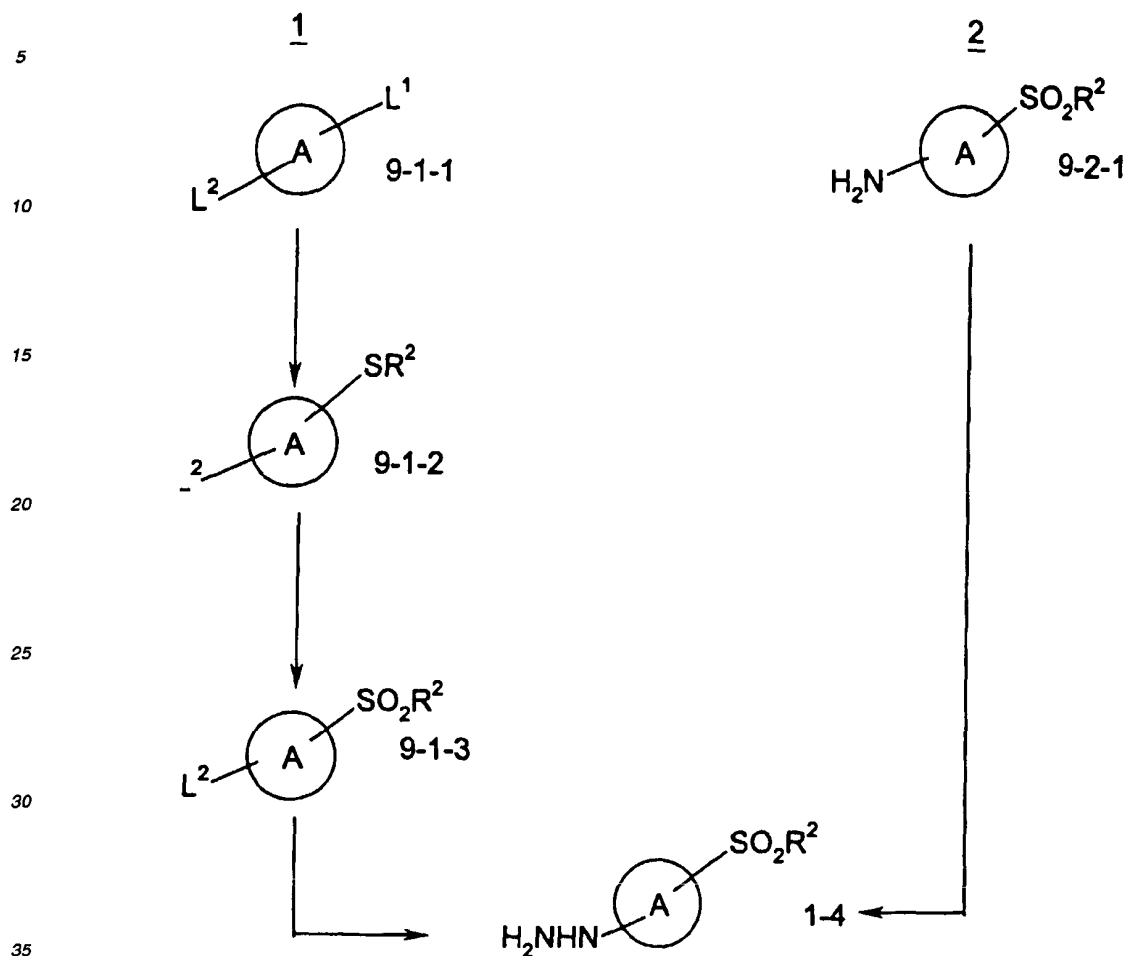 1 2
5
L¹ SO₂R²
A 9-1-1 A 9-2-1
L² H₂N
10
15
SR²
A 9-1-2
-²
20
25
SO₂R²
A 9-1-3
L²
30
SO₂R²
A 1-4
H₂NHN
35